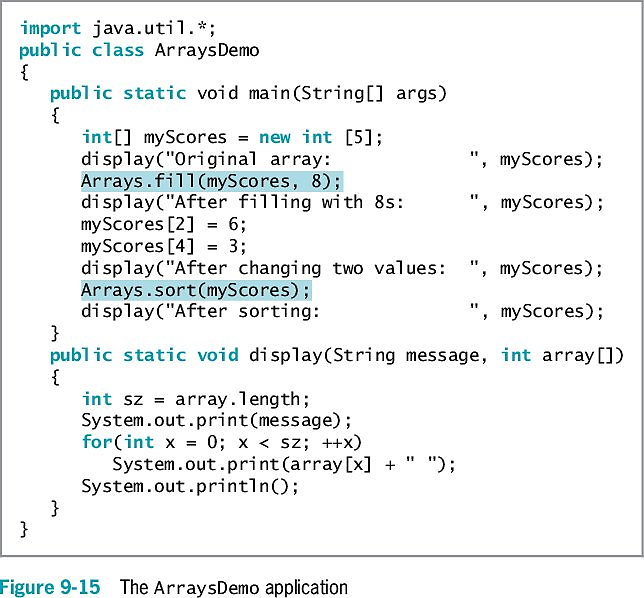 import java.util.*;
public class ArraysDemo
{
   public static void main(String[] args)
   {
      int[] myScores = new int [5];
      display("Original array:             ", myScores);
      Arrays.fill(myScores, 8);
      display("After filling with 8s:      ", myScores);
      myScores[2] = 6;
      myScores[4] = 3;
      display("After changing two values:  ", myScores);
      Arrays.sort(myScores);
      display("After sorting:              ", myScores);
   }
   public static void display(String message, int array[])
   {
      int sz = array.length;
      System.out.print(message);
      for(int x = 0; x < sz; ++x)
         System.out.print(array[x] + " ");
      System.out.println();
   }
}
Figure 9-15 The ArraysDemo application